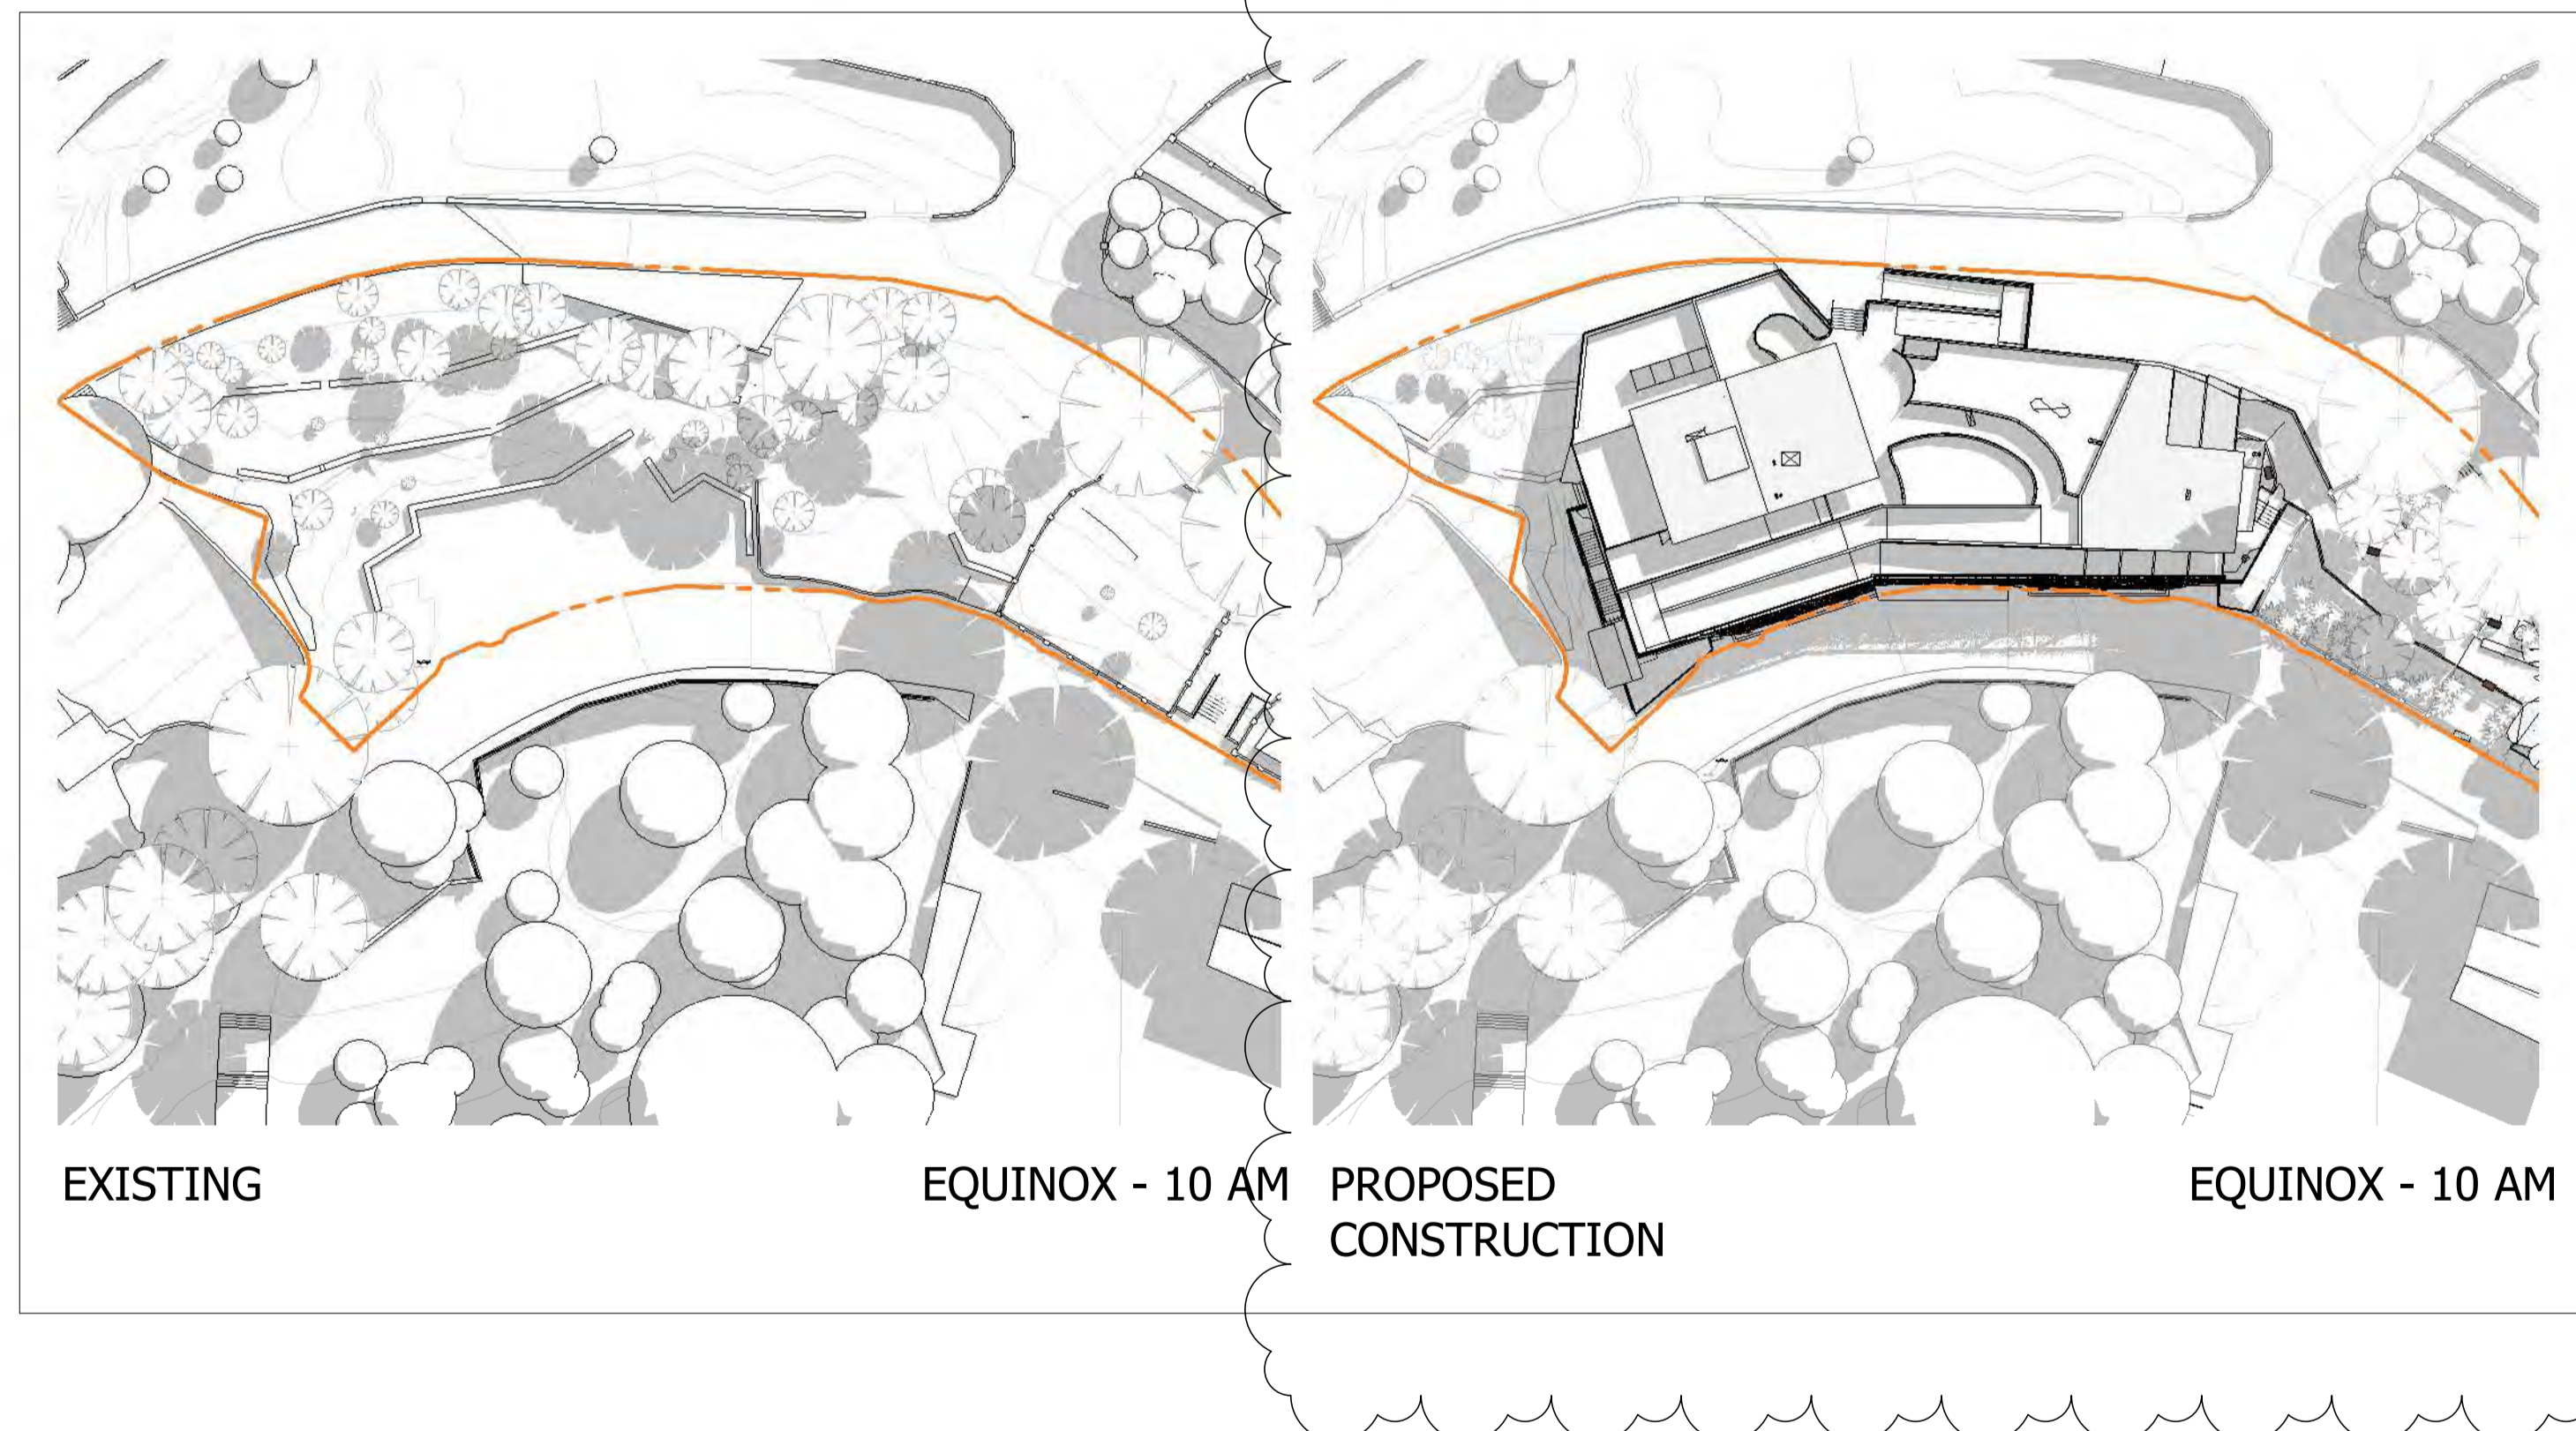 EXISTING
EQUINOX - 10 AM
PROPOSED
CONSTRUCTION
EQUINOX - 10 AM